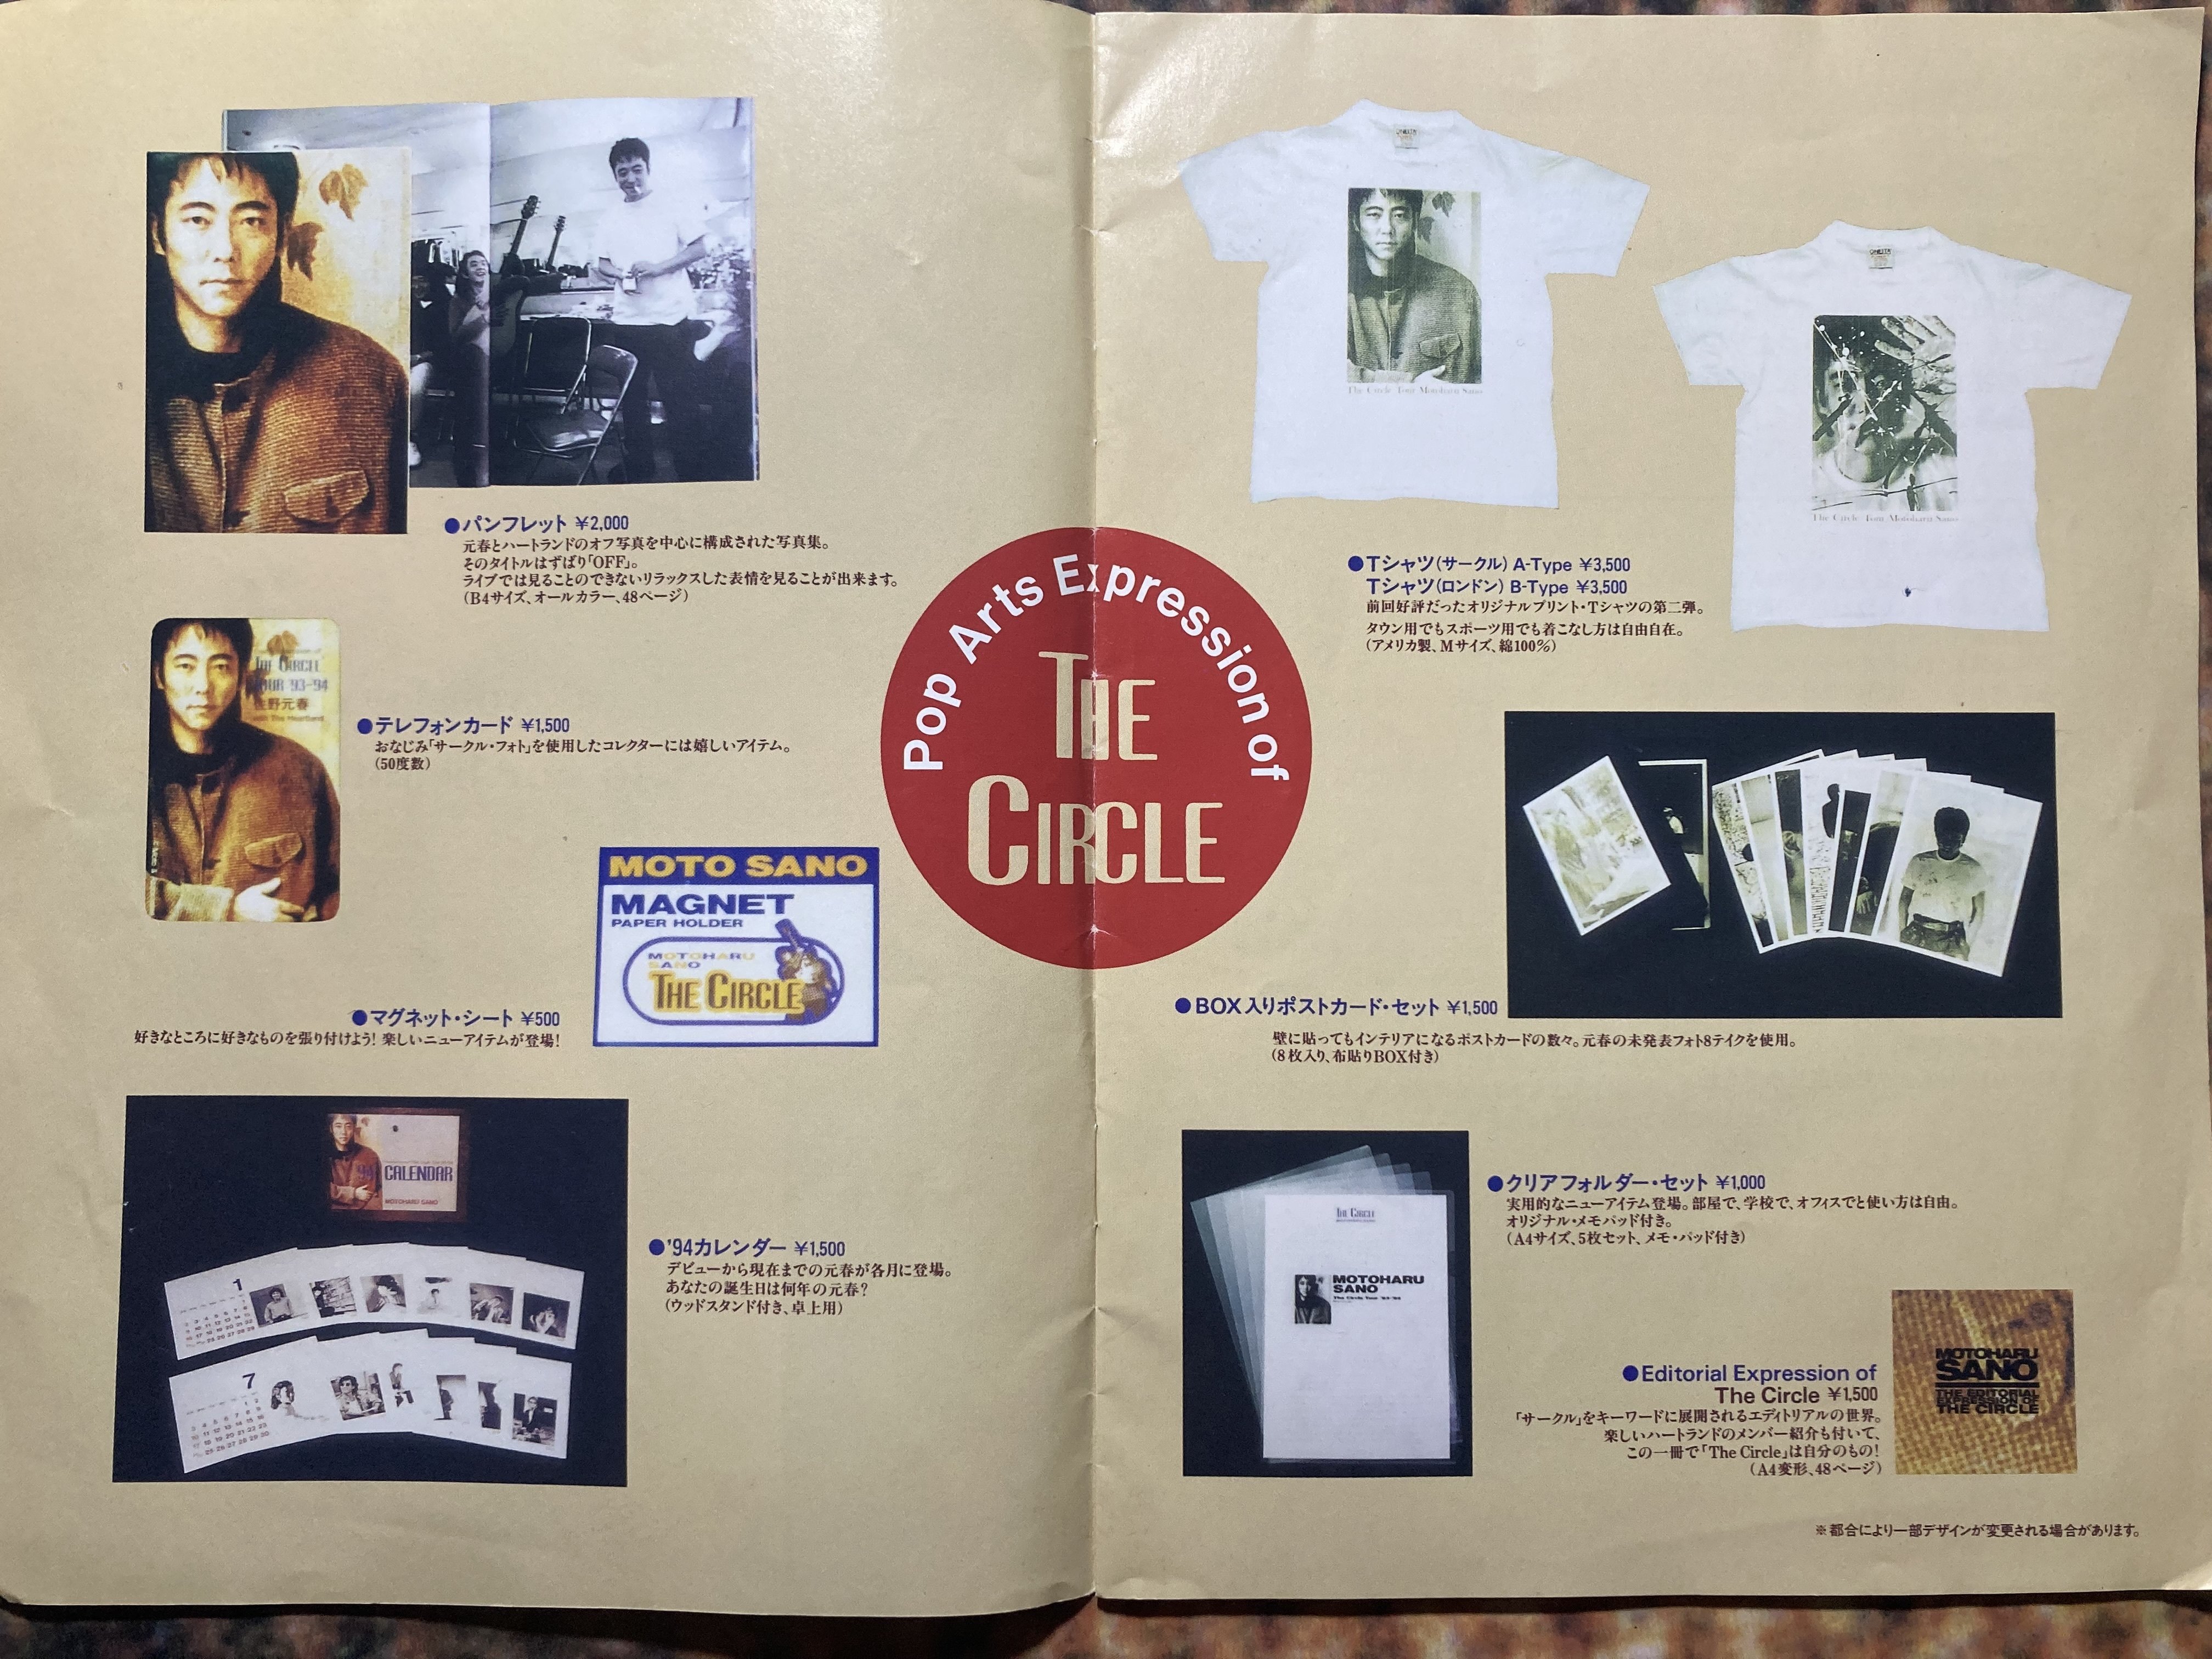 ●パンフレット ¥2,000
元春とハートランドのオフ写真を中心に構成された写真集。
そのタイトルはずばり「OFF」。
ライブでは見ることのできないリラックスした表情を見ることが出来ます。
(B4サイズ、オールカラー、48ページ)
THE CIRCLE
TOUR '93-94
佐野元春
with The Heartland
●テレフォンカード ¥1,500
おなじみ「サークル・フォト」を使用したコレクターには嬉しいアイテム。
(50度数)
MOTO SANO
MAGNET
PAPER HOLDER
MOTOHARU
SANO
THE CIRCLE
●マグネット・シート ¥500
好きなところに好きなものを張り付けよう! 楽しいニューアイテムが登場!
'94 CALENDAR
MOTOHARU SANO
1
7
●'94カレンダー ¥1,500
デビューから現在までの元春が各月に登場。
あなたの誕生日は何年の元春?
(ウッドスタンド付き、卓上用)
Pop Arts Expression of
THE
CIRCLE
The Circle Tour Motoharu Sano
The Circle Tour Motoharu Sano
●Tシャツ(サークル) A-Type ¥3,500
Tシャツ(ロンドン) B-Type ¥3,500
前回好評だったオリジナルプリント・Tシャツの第二弾。
タウン用でもスポーツ用でも着こなし方は自由自在。
(アメリカ製、Mサイズ、綿100%)
●BOX入りポストカード・セット ¥1,500
壁に貼ってもインテリアになるポストカードの数々。元春の未発表フォト8テイクを使用。
(8枚入り、布貼りBOX付き)
THE CIRCLE
MOTOHARU
SANO
The Circle Tour '93-'94
●クリアフォルダー・セット ¥1,000
実用的なニューアイテム登場。部屋で、学校で、オフィスでと使い方は自由。
オリジナル・メモパッド付き。
(A4サイズ、5枚セット、メモ・パッド付き)
●Editorial Expression of
The Circle ¥1,500
「サークル」をキーワードに展開されるエディトリアルの世界。
楽しいハートランドのメンバー紹介も付いて、
この一冊で「The Circle」は自分のもの!
(A4変形、48ページ)
MOTOHARU
SANO
THE EDITORIAL
EXPRESSION OF
THE CIRCLE
※都合により一部デザインが変更される場合があります。